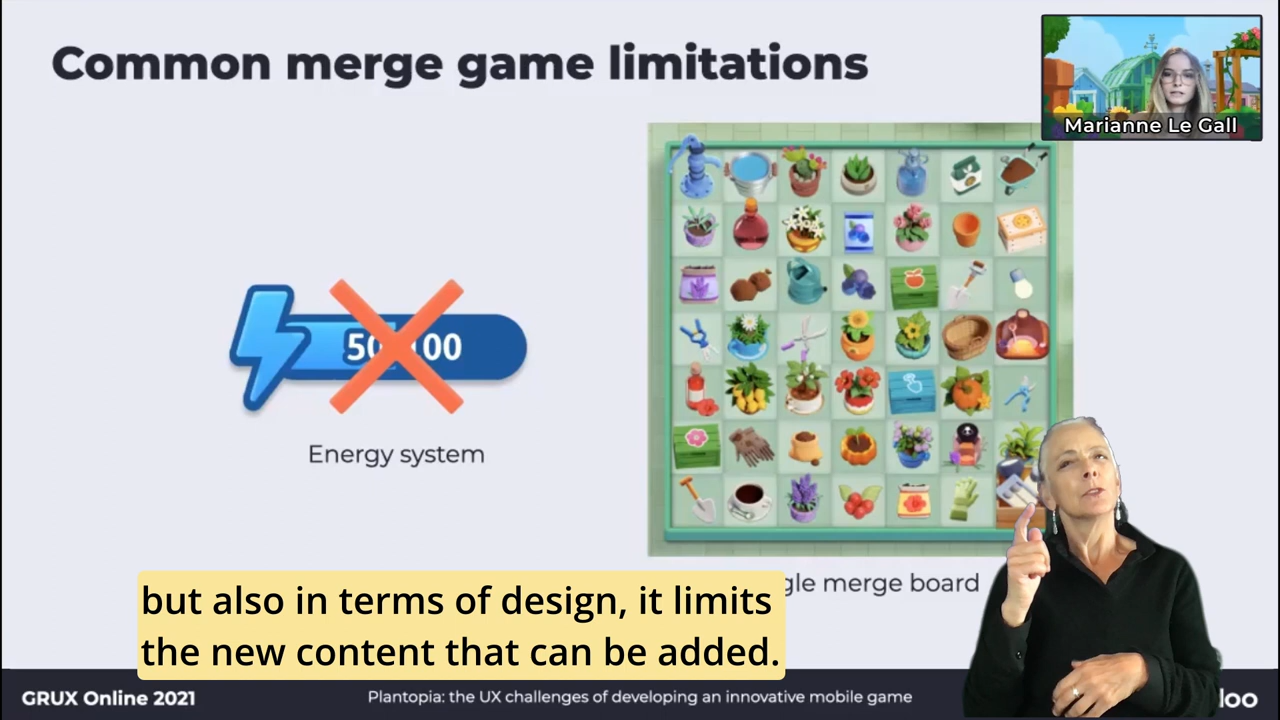 Common merge game limitations
Marianne Le Gall
Energy system
gle merge board
but also in terms of design, it limits
the new content that can be added.
GRUX Online 2021
Plantopia: the UX challenges of developing an innovative mobile game
loo